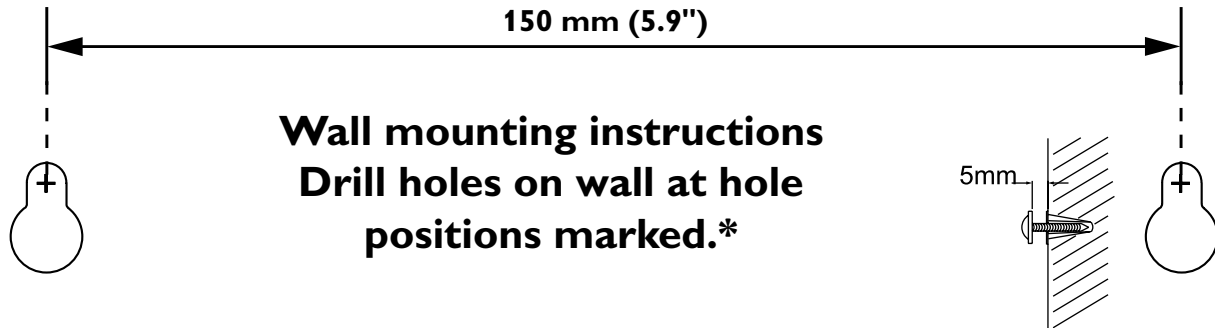 150 mm (5.9")
Wall mounting instructions
Drill holes on wall at hole
positions marked.*
5mm